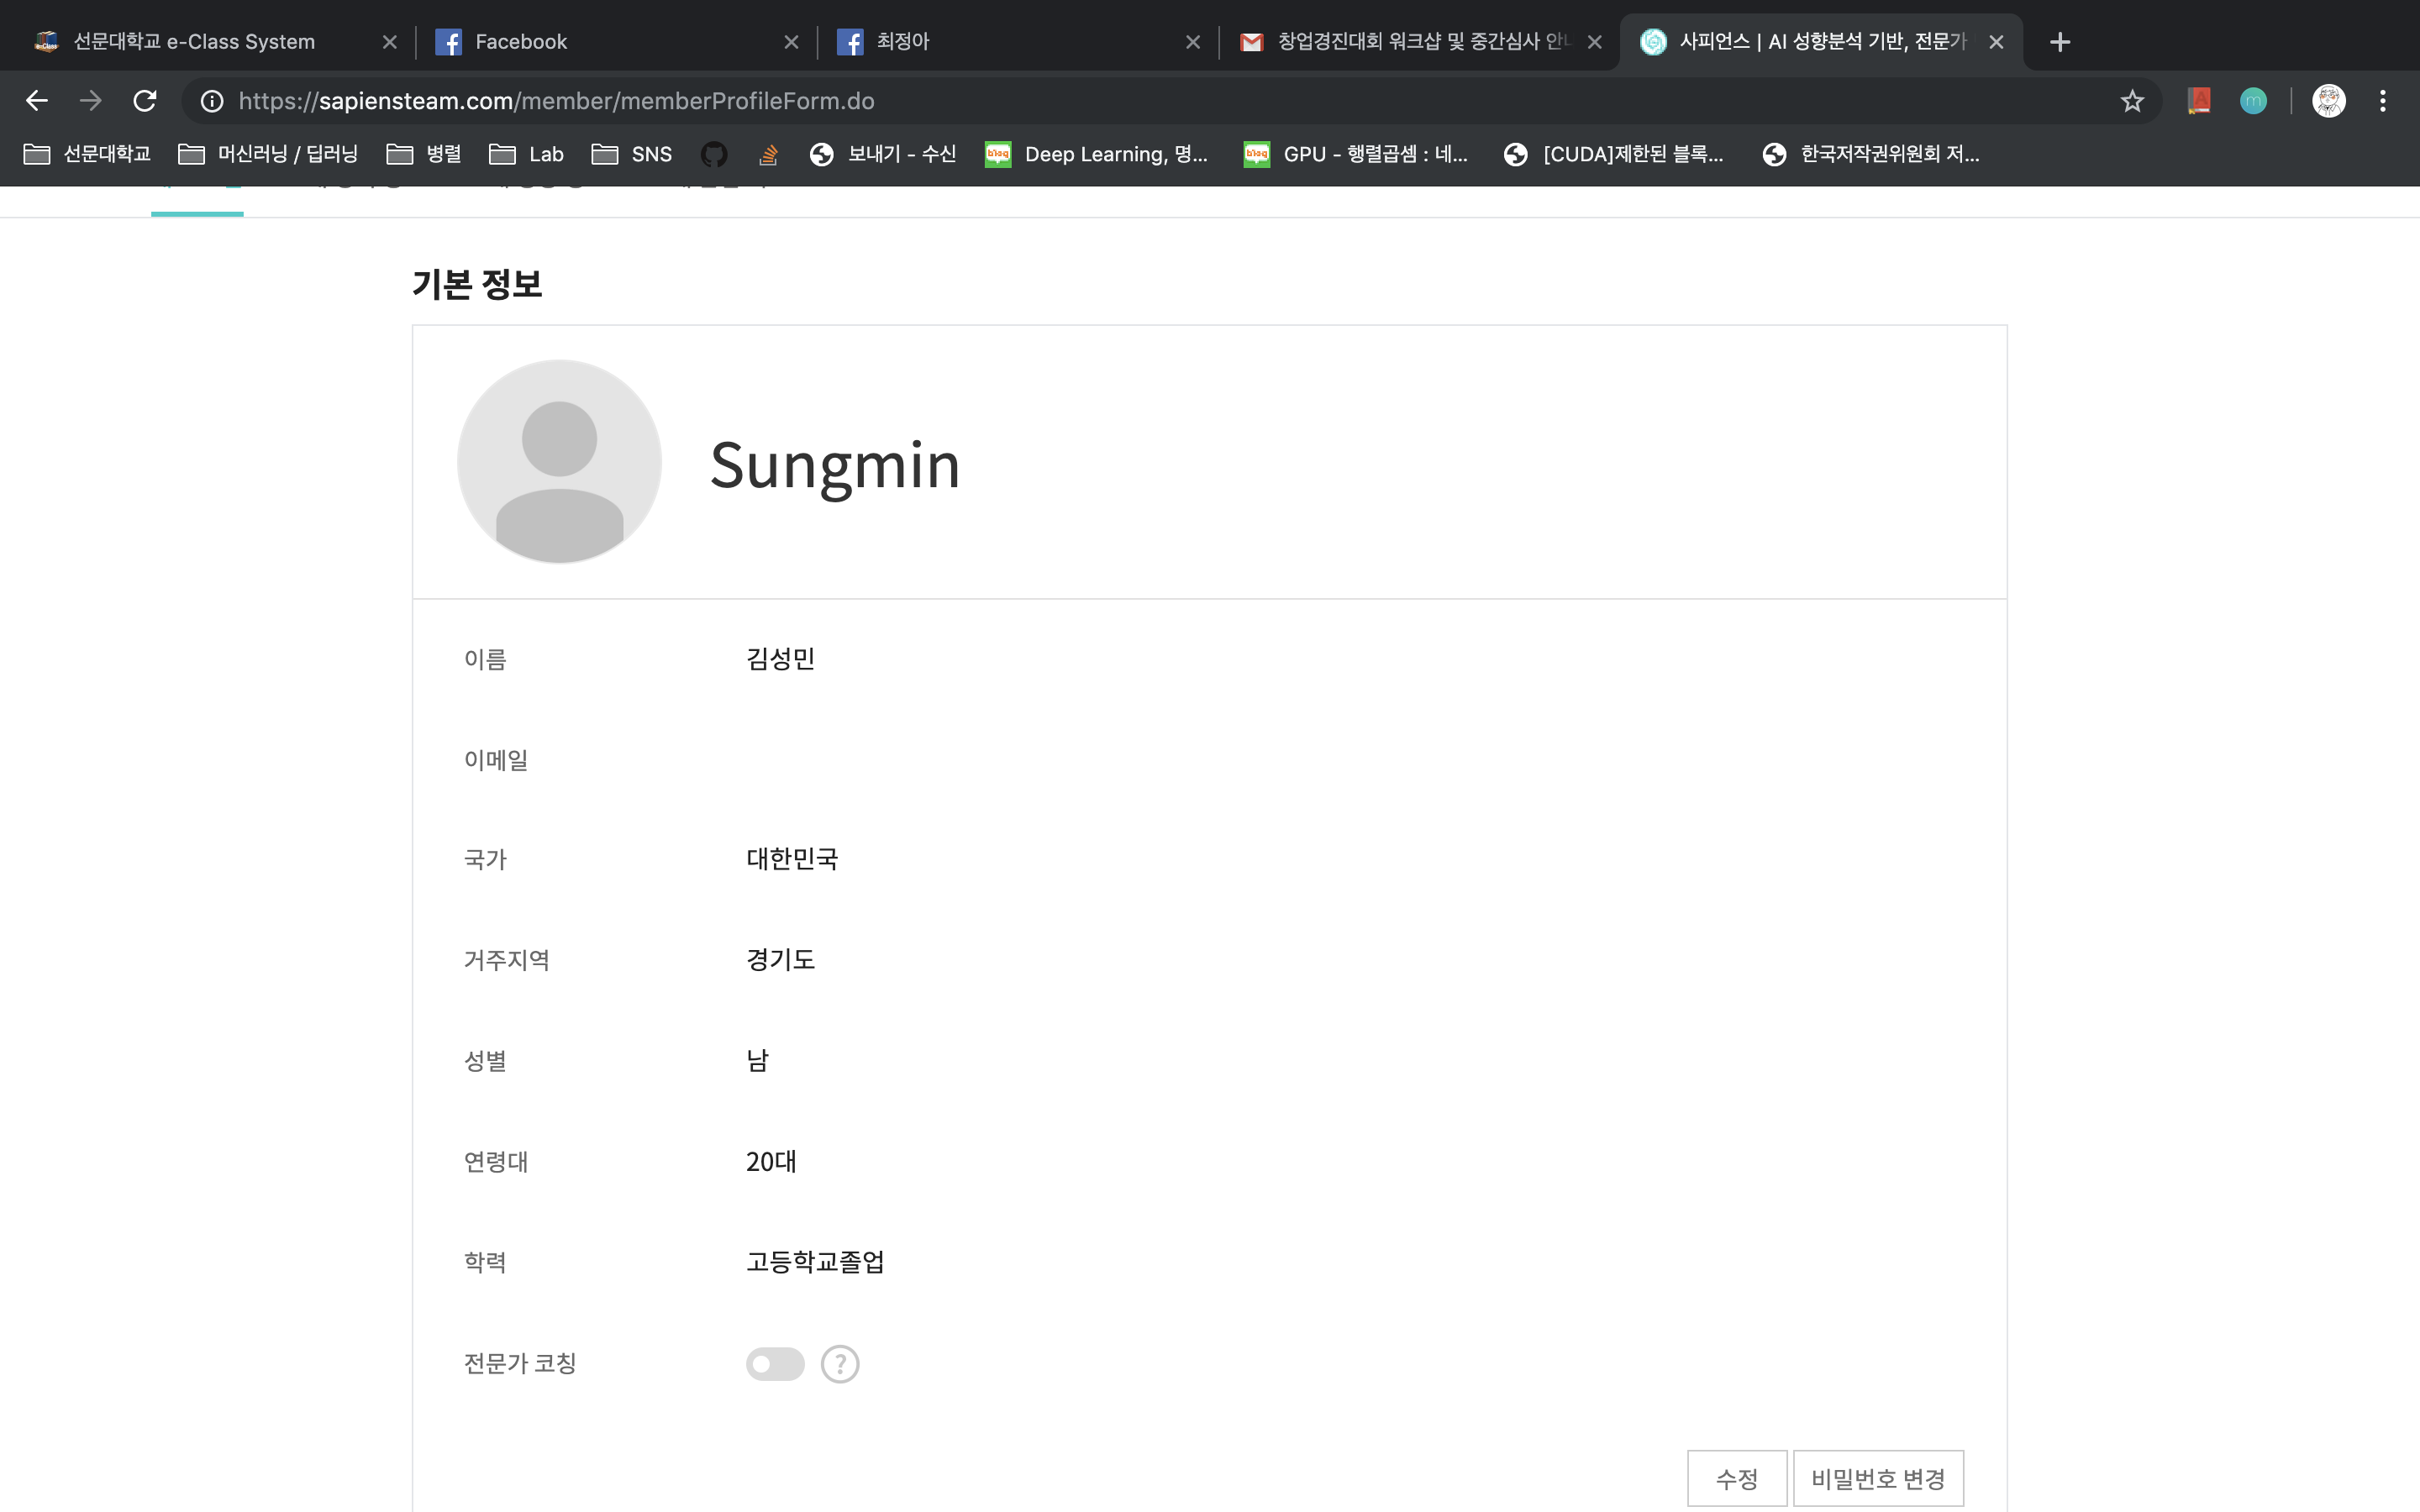 선문대학교 e-Class System
Facebook
최정아
창업경진대회 워크샵 및 중간심사 안
사피언스 | AI 성향분석 기반, 전문가
https://sapiensteam.com/member/memberProfileForm.do
선문대학교
머신러닝 / 딥러닝
병렬
Lab
SNS
보내기 - 수신
Deep Learning, 명...
GPU - 행렬곱셈 : 네...
[CUDA]제한된 블록...
한국저작권위원회 저...
기본 정보
Sungmin
이름 김성민
이메일
국가 대한민국
거주지역 경기도
성별 남
연령대 20대
학력 고등학교졸업
전문가 코칭 ?
수정 비밀번호 변경